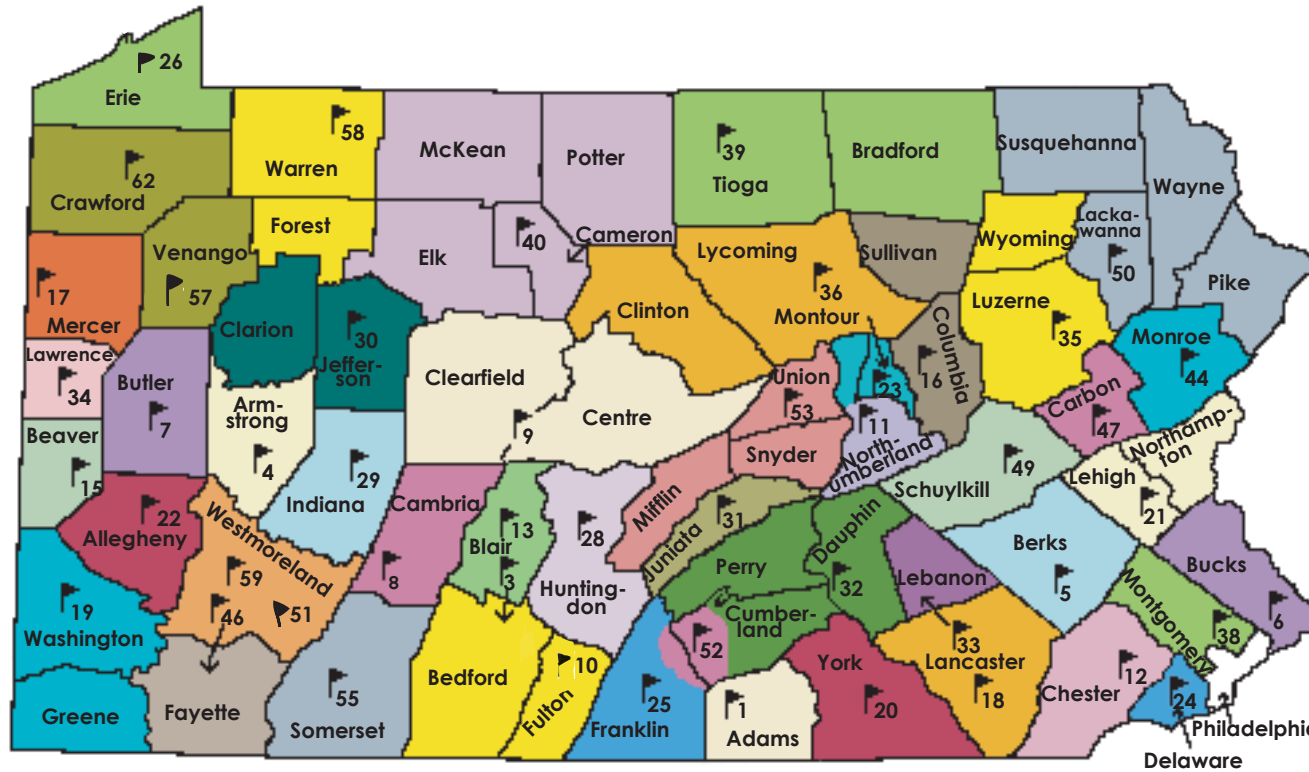 26
Erie
58
Warren
McKean
Potter
39
Tioga
Bradford
Susquehanna
Wayne
62
Crawford
Forest
Venango
57
Elk
40
Cameron
Lycoming
36
Montour
Sullivan
Wyoming
Lacka-
wanna
50
Pike
17
Mercer
Clarion
30
Jeffer-
son
Clinton
Columbia
16
Luzerne
35
Monroe
44
Lawrence
34
Butler
7
Arm-
strong
4
Clearfield
9
Centre
Union
53
23
11
North-
umberland
Carbon
47
Northamp-
ton
Beaver
15
Indiana
29
Snyder
Schuylkill
49
Lehigh
21
22
Allegheny
Westmoreland
59
46
51
Cambria
8
Blair
13
3
28
Hunting-
don
Mifflin
Juniata
31
Perry
Dauphin
32
Cumber-
land
52
Lebanon
33
Berks
5
Bucks
6
Montgomery
38
19
Washington
Greene
Fayette
55
Somerset
Bedford
10
Fulton
25
Franklin
1
Adams
York
20
Lancaster
18
Chester
12
24
Philadelphia
Delaware